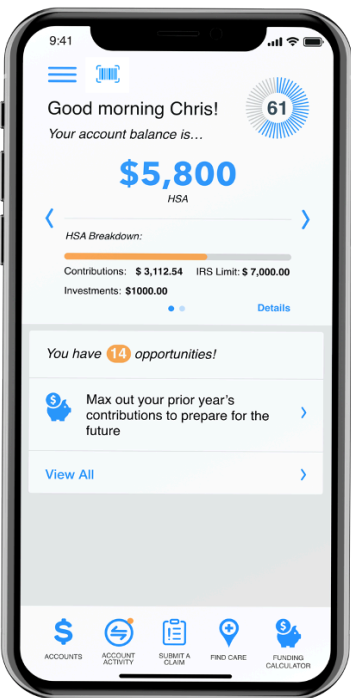 9:41
Good morning Chris!
61
Your account balance is...
$5,800
HSA
HSA Breakdown:
Contributions: $ 3,112.54 IRS Limit: $ 7,000.00
Investments: $1000.00
Details
You have 14 opportunities!
Max out your prior year's
contributions to prepare for the
future
View All
ACCOUNTS
ACCOUNT
ACTIVITY
SUBMIT A
CLAIM
FIND CARE
FUNDING
CALCULATOR